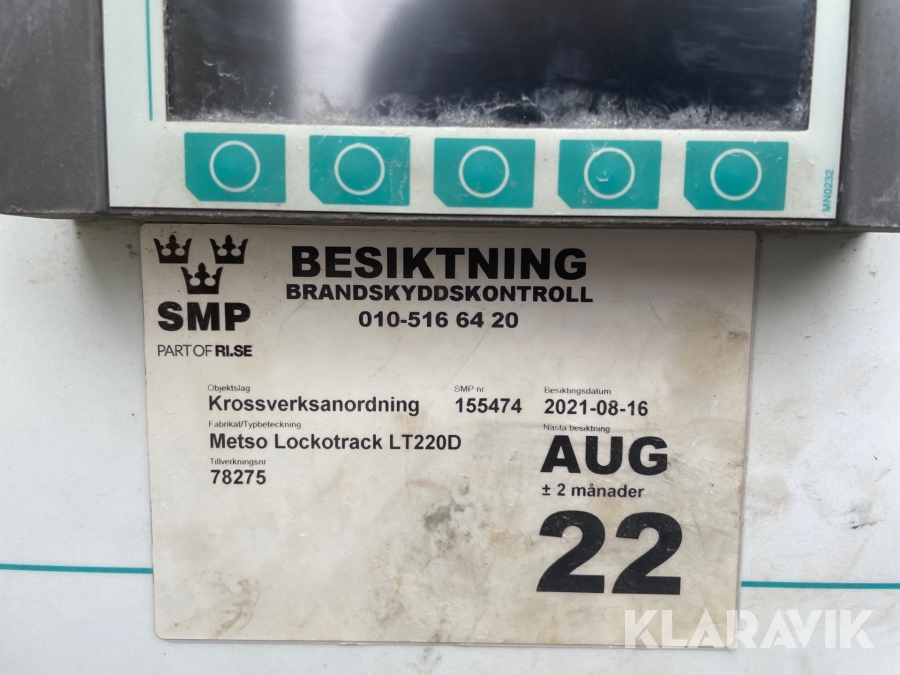 MN0232
BESIKTNING
BRANDSKYDDSKONTROLL
010-516 64 20
SMP
PART OF RI.SE
Objektslag
Krossverksanordning
SMP nr
155474
Besiktingsdatum
2021-08-16
Fabrikat/Typbeteckning
Metso Lockotrack LT220D
Nästa besiktning
AUG
± 2 månader
22
Tillverkningsnr
78275
KLARAVIK